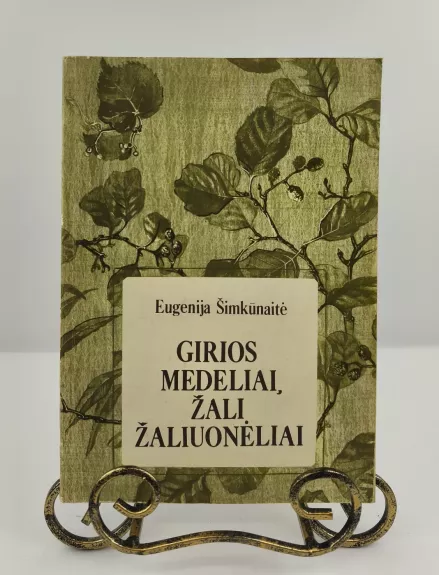 Eugenija Šimkūnaitė
GIRIOS
MEDELIAI,
ŽALI
ŽALIUONĖLIAI